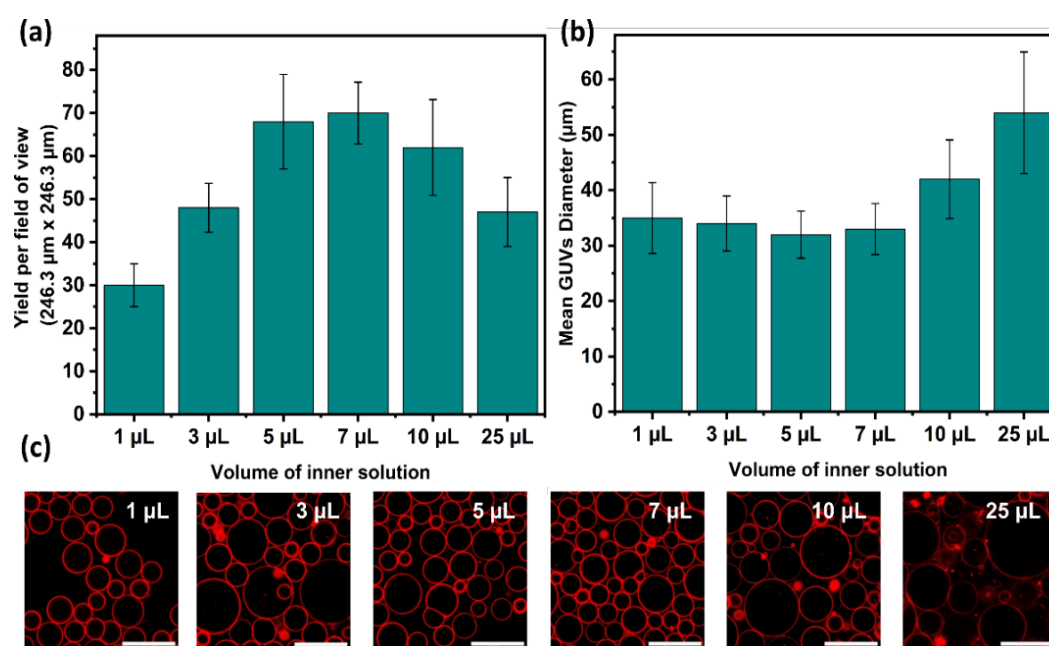 (a)
Yield per field of view
(246.3 µm x 246.3 µm)
80
70
60
50
40
30
20
10
0
1 µL 3 µL 5 µL 7 µL 10 µL 25 µL
Volume of inner solution
(b)
Mean GUVs Diameter (µm)
60
50
40
30
20
10
0
1 µL 3 µL 5 µL 7 µL 10 µL 25 µL
Volume of inner solution
(c)
1 µL 3 µL 5 µL 7 µL 10 µL 25 µL